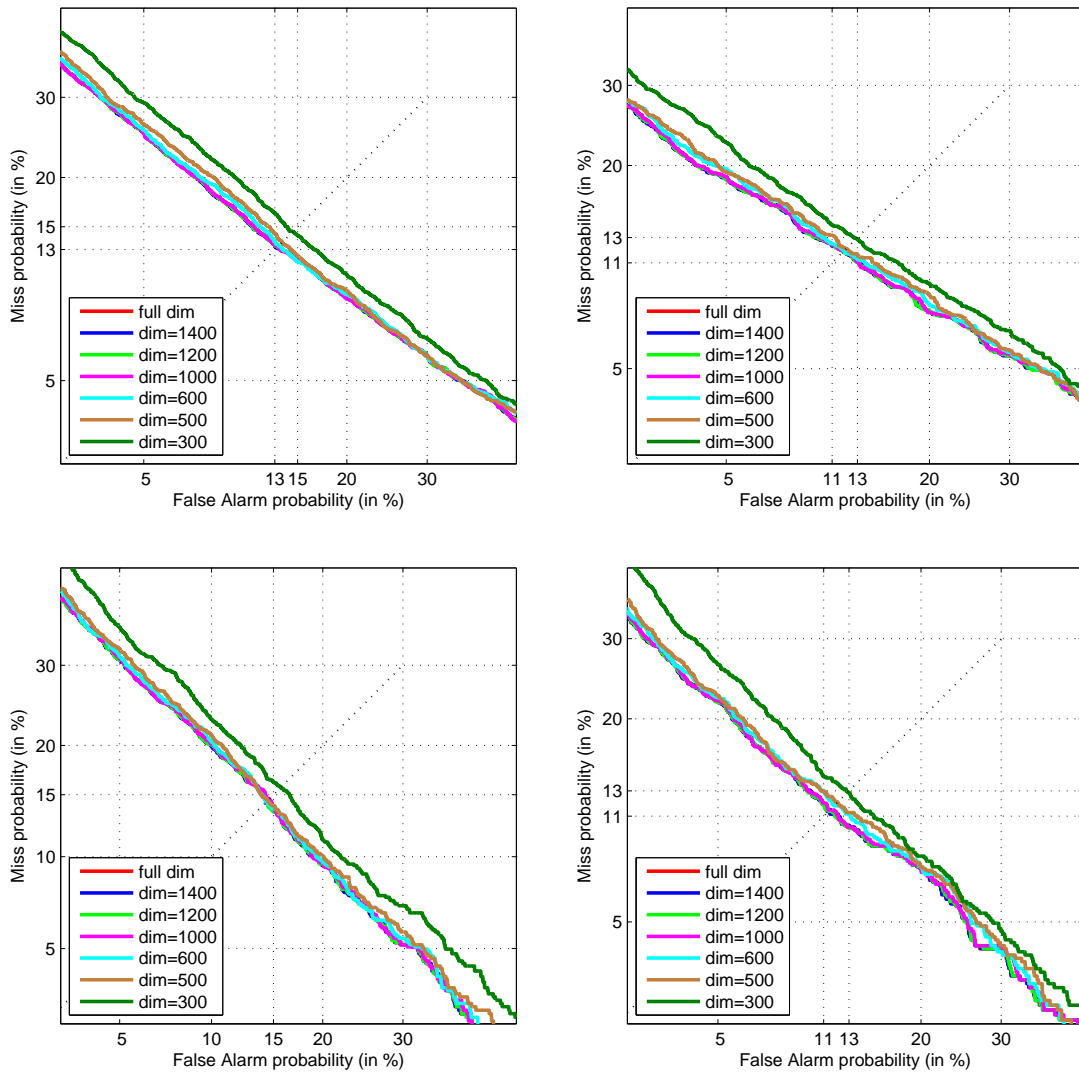 30
20
15
13
5
Miss probability (in %)
full dim
dim=1400
dim=1200
dim=1000
dim=600
dim=500
dim=300
5 13 15 20 30
False Alarm probability (in %)
30
20
13
11
5
Miss probability (in %)
full dim
dim=1400
dim=1200
dim=1000
dim=600
dim=500
dim=300
5 11 13 20 30
False Alarm probability (in %)
30
20
15
10
5
Miss probability (in %)
full dim
dim=1400
dim=1200
dim=1000
dim=600
dim=500
dim=300
5 10 15 20 30
False Alarm probability (in %)
30
20
13
11
5
Miss probability (in %)
full dim
dim=1400
dim=1200
dim=1000
dim=600
dim=500
dim=300
5 11 13 20 30
False Alarm probability (in %)